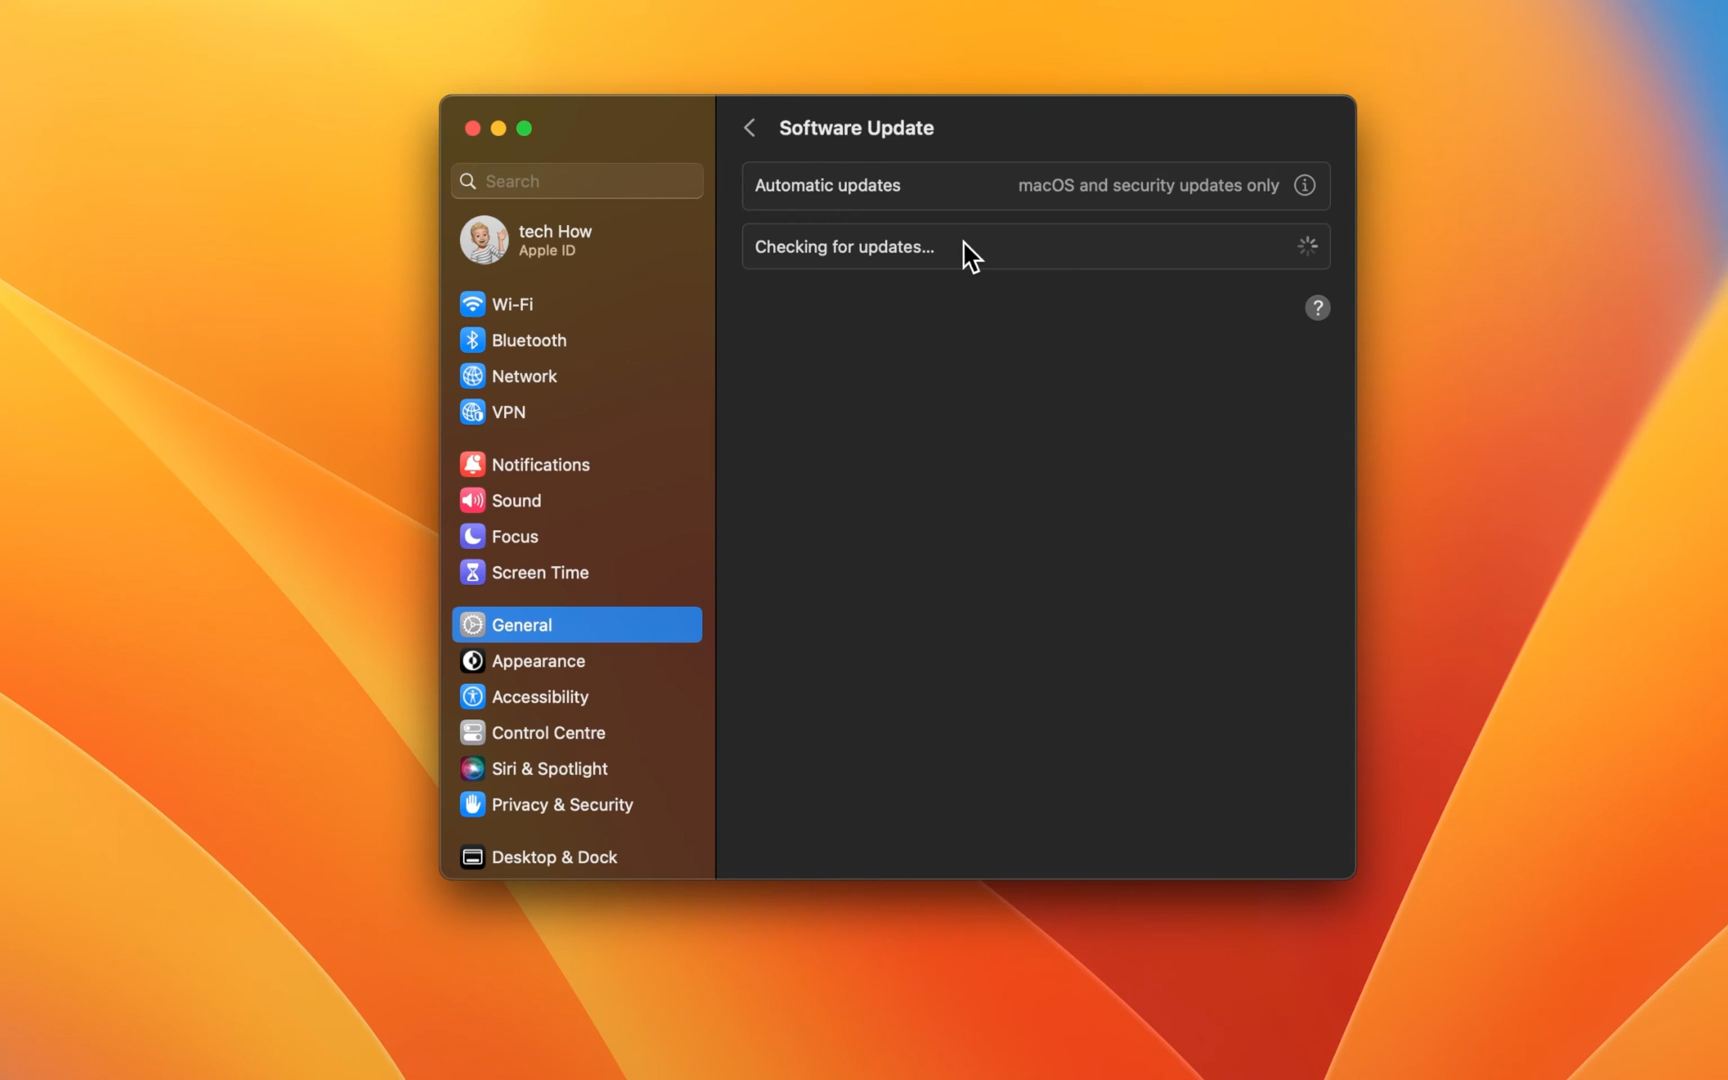 Search
tech How
Apple ID
Wi-Fi
Bluetooth
Network
VPN
Notifications
Sound
Focus
Screen Time
General
Appearance
Accessibility
Control Centre
Siri & Spotlight
Privacy & Security
Desktop & Dock
Software Update
Automatic updates macOS and security updates only
Checking for updates...
?